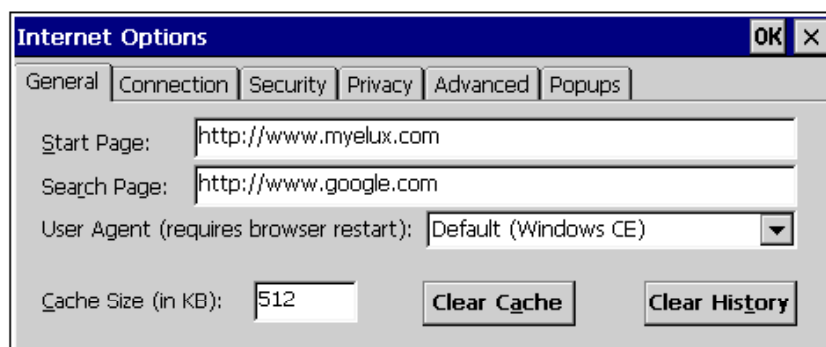 Internet Options OK ×
General Connection Security Privacy Advanced Popups
Start Page: http://www.myelux.com
Search Page: http://www.google.com
User Agent (requires browser restart): Default (Windows CE)
Cache Size (in KB): 512 Clear Cache Clear History